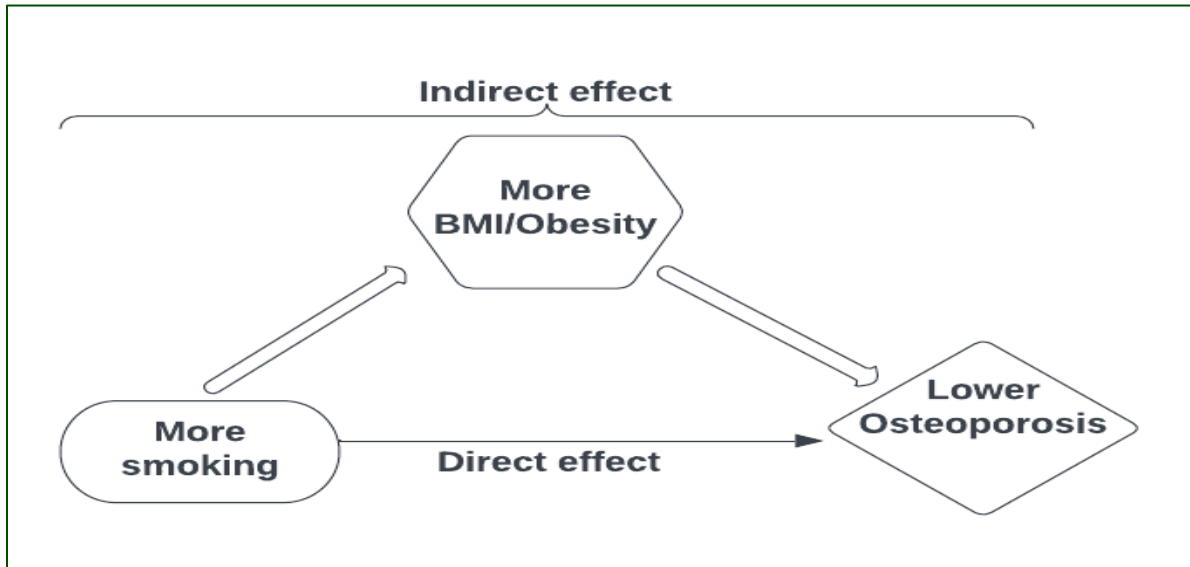 Indirect effect
More
BMI/Obesity
Lower
Osteoporosis
More
smoking
Direct effect